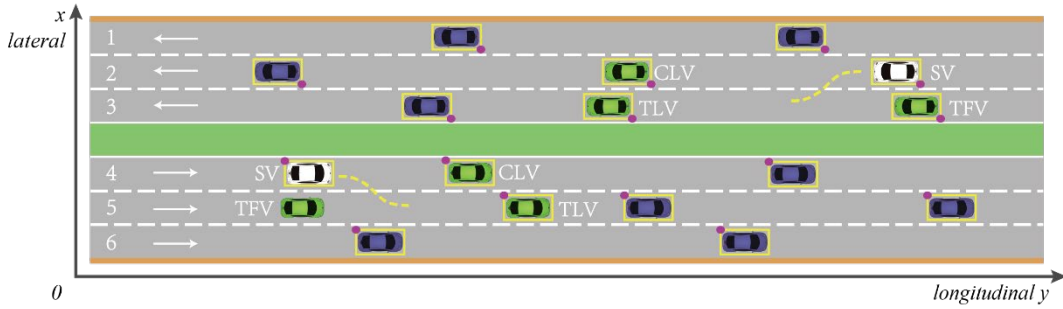 x
lateral
1
2 CLV SV
3 TLV TFV
4 SV CLV
5 TFV TLV
6
0 longitudinal y